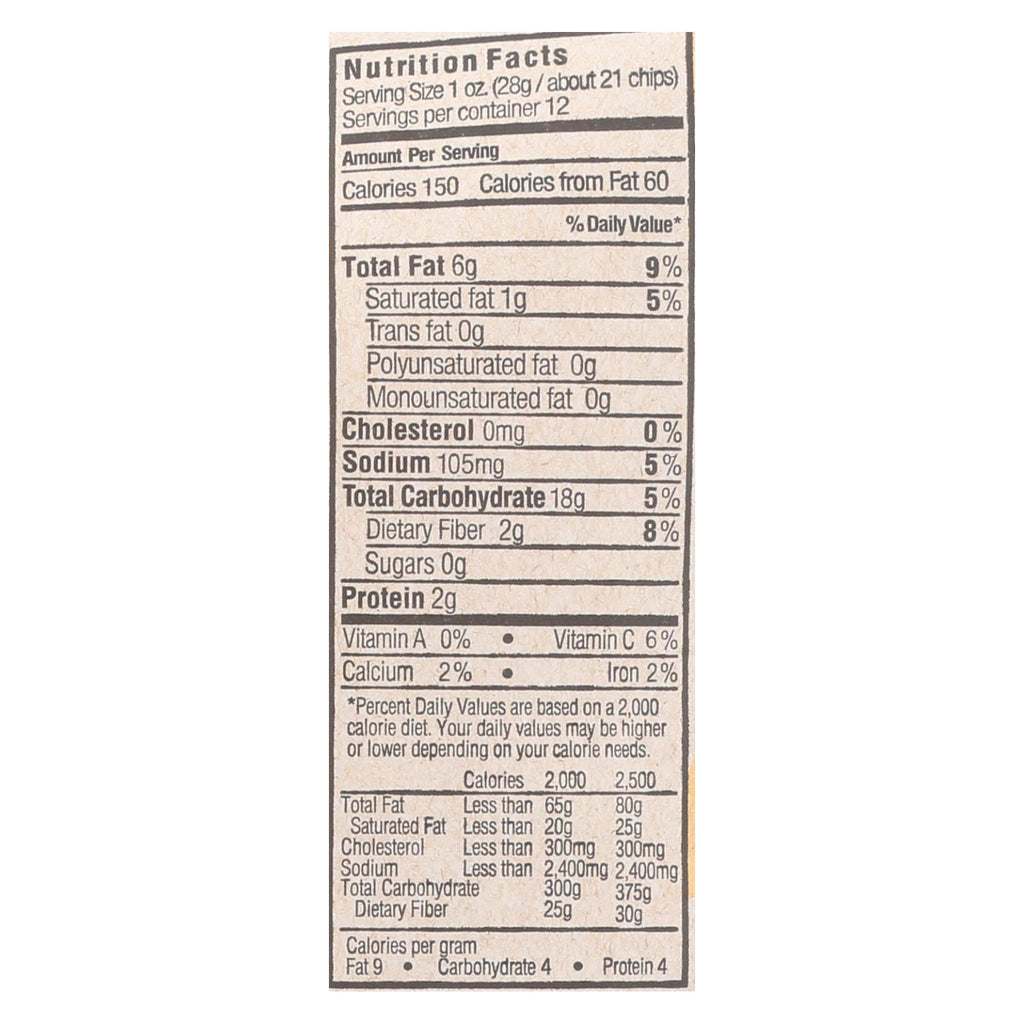 Nutrition Facts
Serving Size 1 oz. (28g / about 21 chips)
Servings per container 12
Amount Per Serving
Calories 150 Calories from Fat 60
% Daily Value*
Total Fat 6g 9%
Saturated fat 1g 5%
Trans fat 0g
Polyunsaturated fat 0g
Monounsaturated fat 0g
Cholesterol 0mg 0%
Sodium 105mg 5%
Total Carbohydrate 18g 5%
Dietary Fiber 2g 8%
Sugars 0g
Protein 2g
Vitamin A 0% • Vitamin C 6%
Calcium 2% • Iron 2%
*Percent Daily Values are based on a 2,000
calorie diet. Your daily values may be higher
or lower depending on your calorie needs.
Calories 2,000 2,500
Total Fat Less than 65g 80g
Saturated Fat Less than 20g 25g
Cholesterol Less than 300mg 300mg
Sodium Less than 2,400mg 2,400mg
Total Carbohydrate 300g 375g
Dietary Fiber 25g 30g
Calories per gram
Fat 9 • Carbohydrate 4 • Protein 4